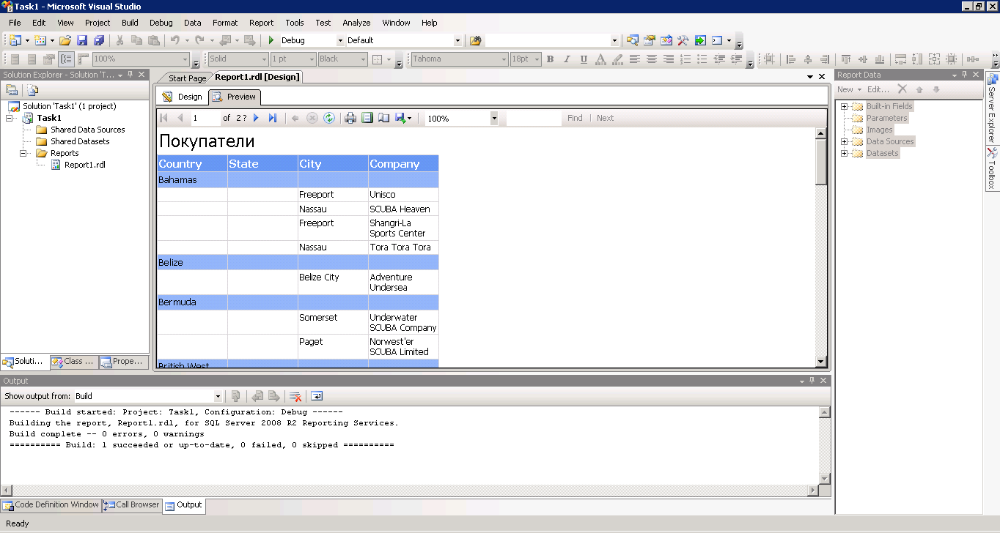 Task1 - Microsoft Visual Studio
File Edit View Project Build Debug Data Format Report Tools Test Analyze Window Help
Debug Default
100% Solid 1 pt Black Tahoma 18pt B I U A
Solution Explorer - Solution 'T...
Solution 'Task1' (1 project)
Task1
Shared Data Sources
Shared Datasets
Reports
Report1.rdl
Soluti... Class ... Prope...
Start Page Report1.rdl [Design]
Design Preview
1 of 2 ? 100% Find Next
Покупатели
Country State City Company
Bahamas
Freeport Unisco
Nassau SCUBA Heaven
Freeport Shangri-La
Sports Center
Nassau Tora Tora Tora
Belize
Belize City Adventure
Undersea
Bermuda
Somerset Underwater
SCUBA Company
Paget Norwest'er
SCUBA Limited
British West
Report Data
New Edit...
Built-in Fields
Parameters
Images
Data Sources
Datasets
Server Explorer
Toolbox
Output
Show output from: Build
------ Build started: Project: Task1, Configuration: Debug ------
Building the report, Report1.rdl, for SQL Server 2008 R2 Reporting Services.
Build complete -- 0 errors, 0 warnings
========== Build: 1 succeeded or up-to-date, 0 failed, 0 skipped ==========
Code Definition Window Call Browser Output
Ready